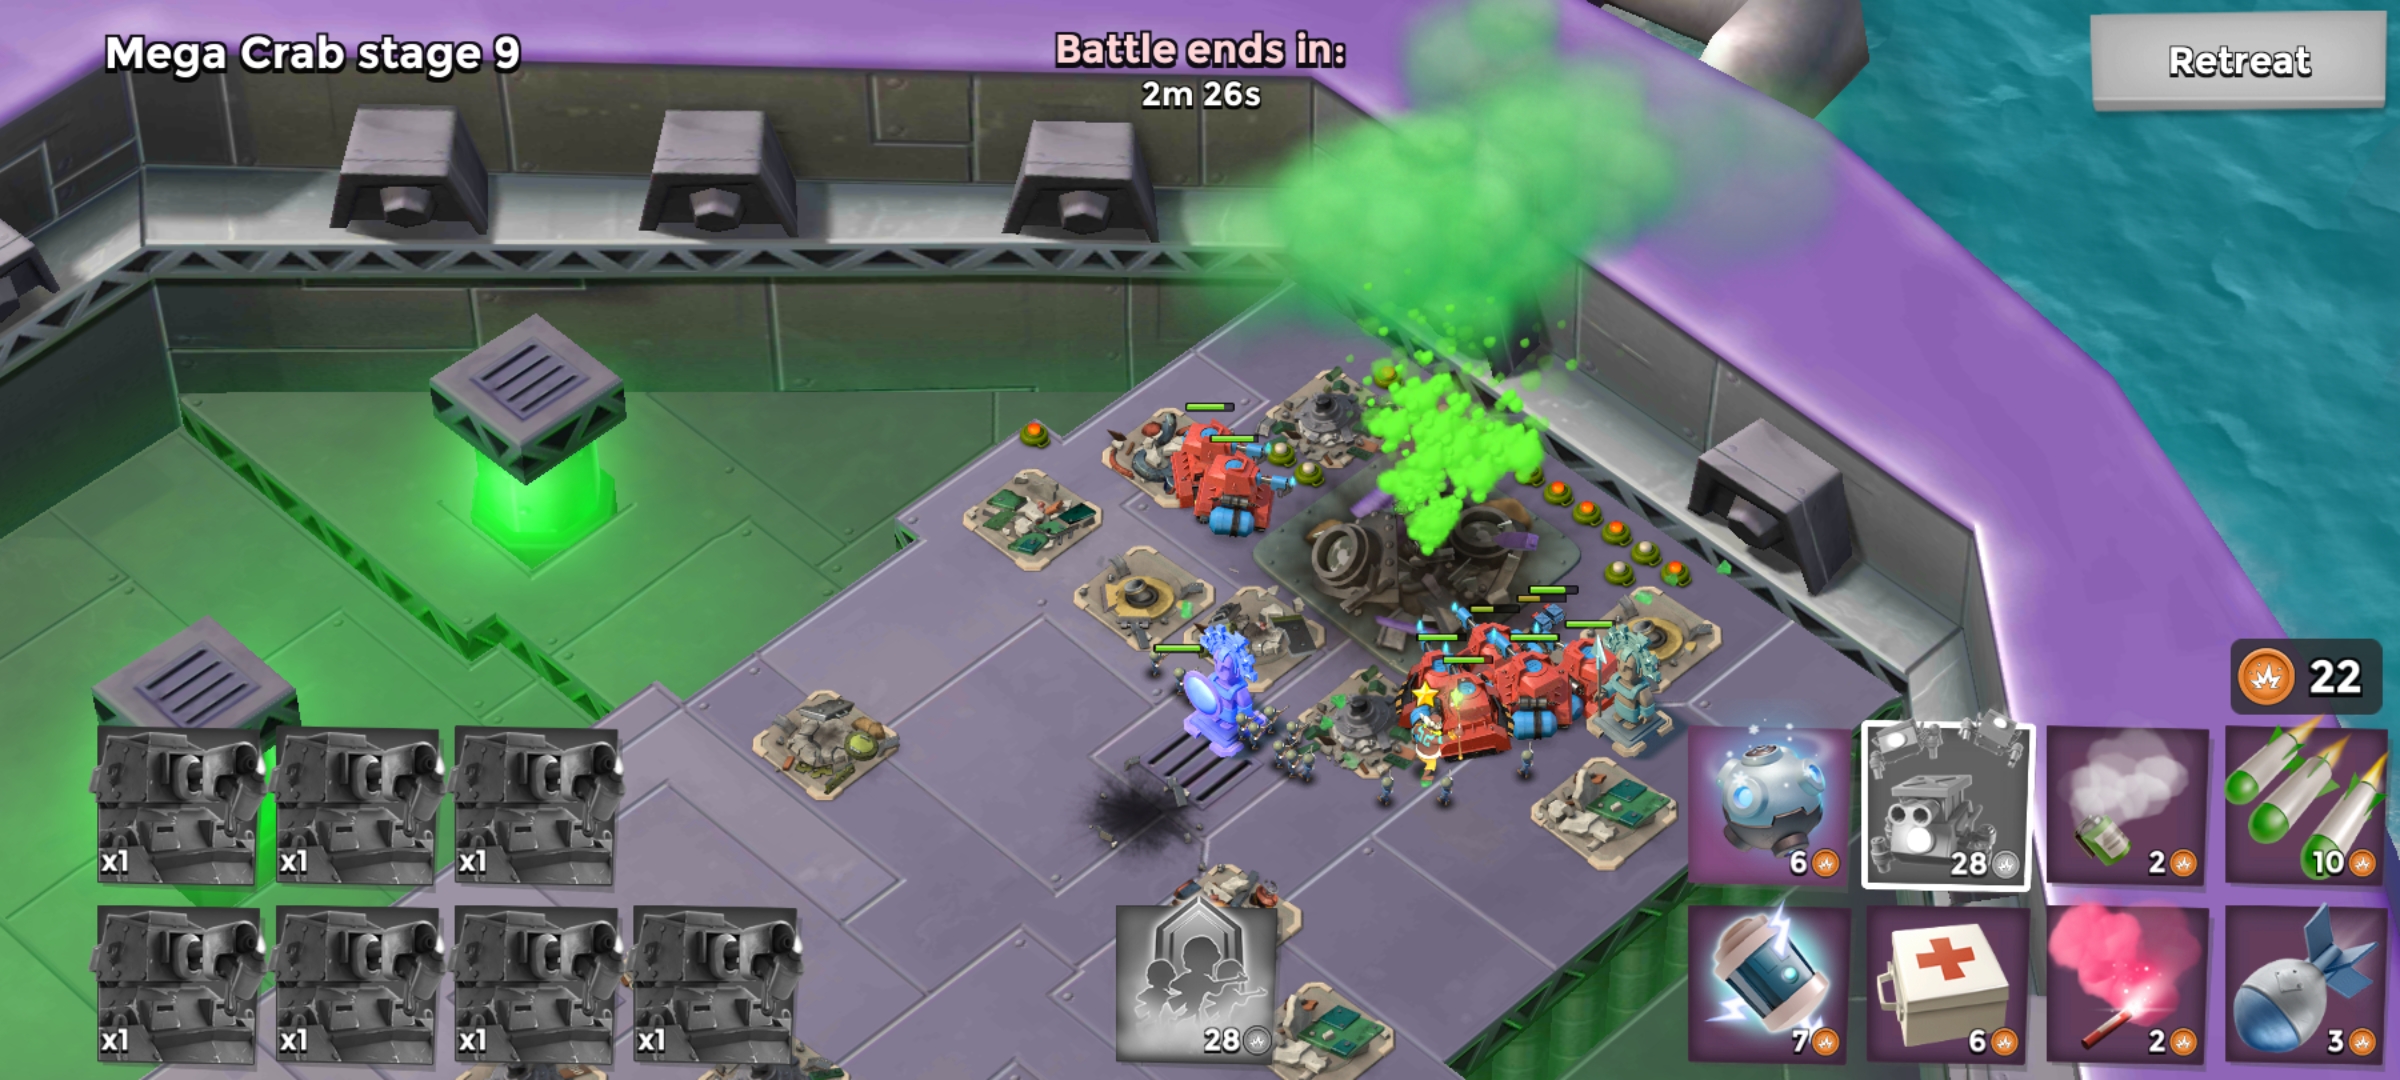 Mega Crab stage 9
Battle ends in:
2m 26s
Retreat
22
6
28
2
10
x1
x1
x1
x1
x1
x1
x1
28
7
6
2
3